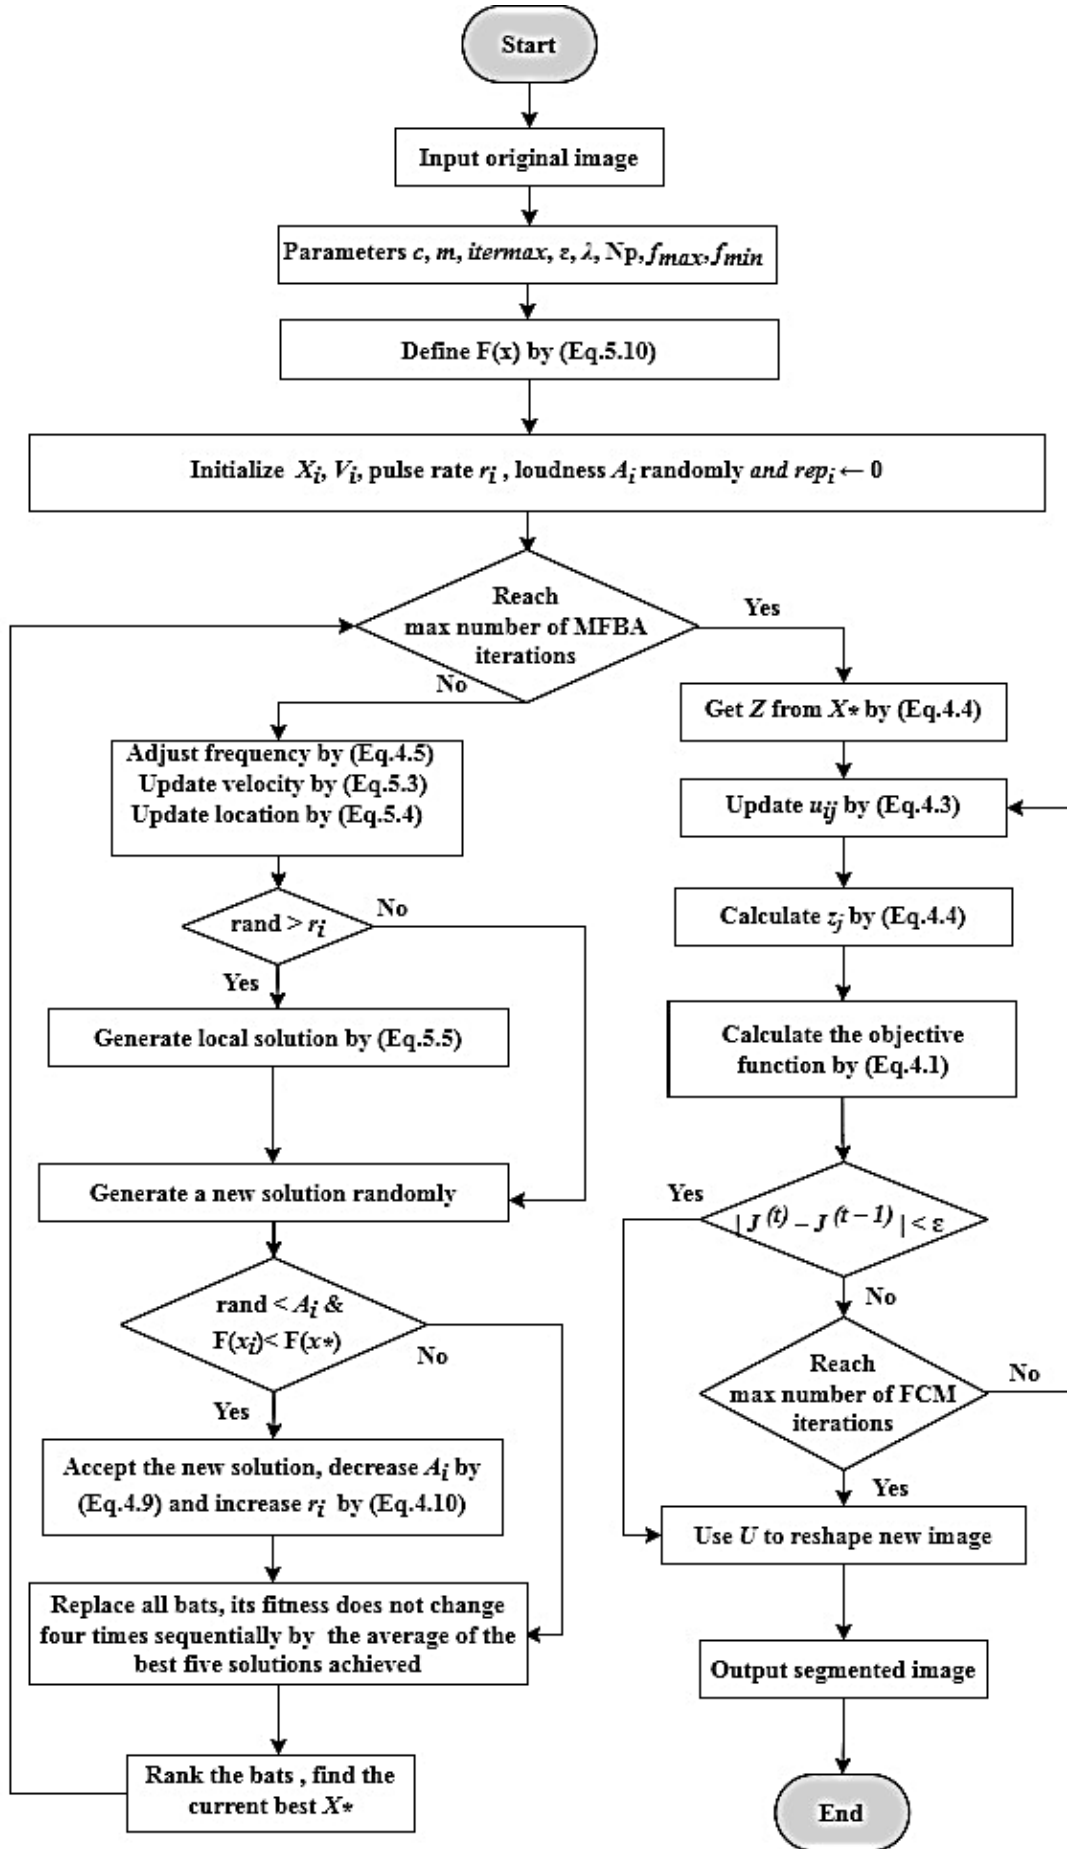 Start
Input original image
Parameters c, m, itermax, ε, λ, Np, fmax, fmin
Define F(x) by (Eq.5.10)
Initialize Xi, Vi, pulse rate ri , loudness Ai randomly and repi ← 0
Reach
max number of MFBA
iterations
Yes
No
Adjust frequency by (Eq.4.5)
Update velocity by (Eq.5.3)
Update location by (Eq.5.4)
rand > ri
No
Yes
Generate local solution by (Eq.5.5)
Generate a new solution randomly
rand < Ai &
F(xi)< F(x*)
No
Yes
Accept the new solution, decrease Ai by
(Eq.4.9) and increase ri by (Eq.4.10)
Replace all bats, its fitness does not change
four times sequentially by the average of the
best five solutions achieved
Rank the bats , find the
current best X*
Get Z from X* by (Eq.4.4)
Update uij by (Eq.4.3)
Calculate zj by (Eq.4.4)
Calculate the objective
function by (Eq.4.1)
Yes
| J(t) – J(t – 1) | < ε
No
Reach
max number of FCM
iterations
No
Yes
Use U to reshape new image
Output segmented image
End